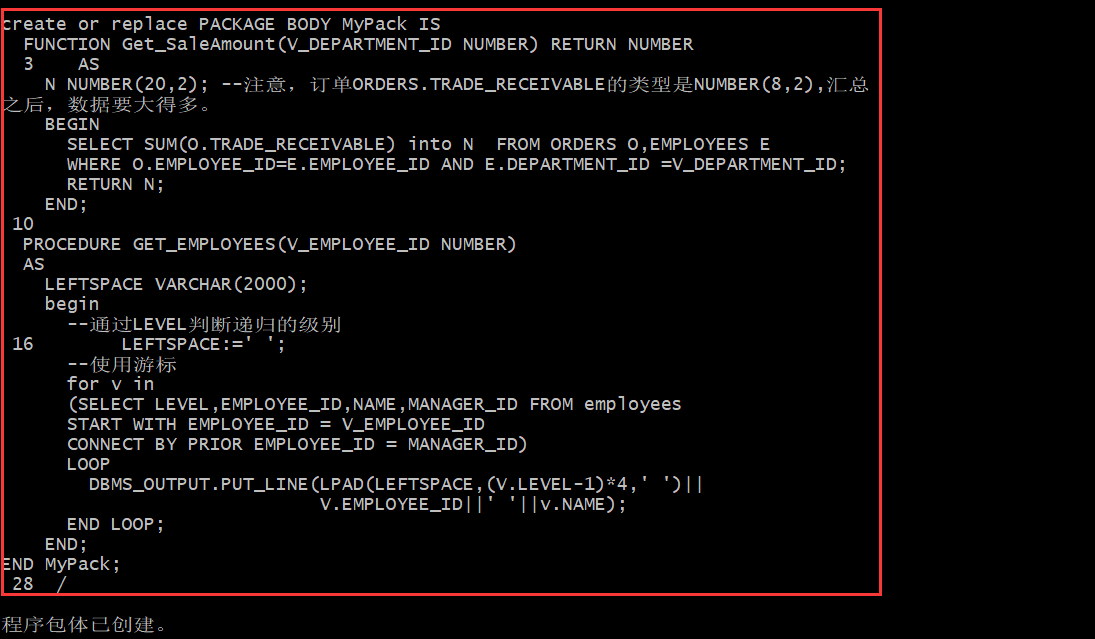 create or replace PACKAGE BODY MyPack IS
  FUNCTION Get_SaleAmount(V_DEPARTMENT_ID NUMBER) RETURN NUMBER
  3    AS
    N NUMBER(20,2); --注意，订单ORDERS.TRADE_RECEIVABLE的类型是NUMBER(8,2),汇总
之后，数据要大得多。
    BEGIN
      SELECT SUM(O.TRADE_RECEIVABLE) into N  FROM ORDERS O,EMPLOYEES E
      WHERE O.EMPLOYEE_ID=E.EMPLOYEE_ID AND E.DEPARTMENT_ID =V_DEPARTMENT_ID;
      RETURN N;
    END;
 10
  PROCEDURE GET_EMPLOYEES(V_EMPLOYEE_ID NUMBER)
  AS
    LEFTSPACE VARCHAR(2000);
    begin
      --通过LEVEL判断递归的级别
 16        LEFTSPACE:=' ';
      --使用游标
      for v in
      (SELECT LEVEL,EMPLOYEE_ID,NAME,MANAGER_ID FROM employees
      START WITH EMPLOYEE_ID = V_EMPLOYEE_ID
      CONNECT BY PRIOR EMPLOYEE_ID = MANAGER_ID)
      LOOP
        DBMS_OUTPUT.PUT_LINE(LPAD(LEFTSPACE,(V.LEVEL-1)*4,' ')||
                             V.EMPLOYEE_ID||' '||v.NAME);
      END LOOP;
    END;
END MyPack;
 28  /
程序包体已创建。